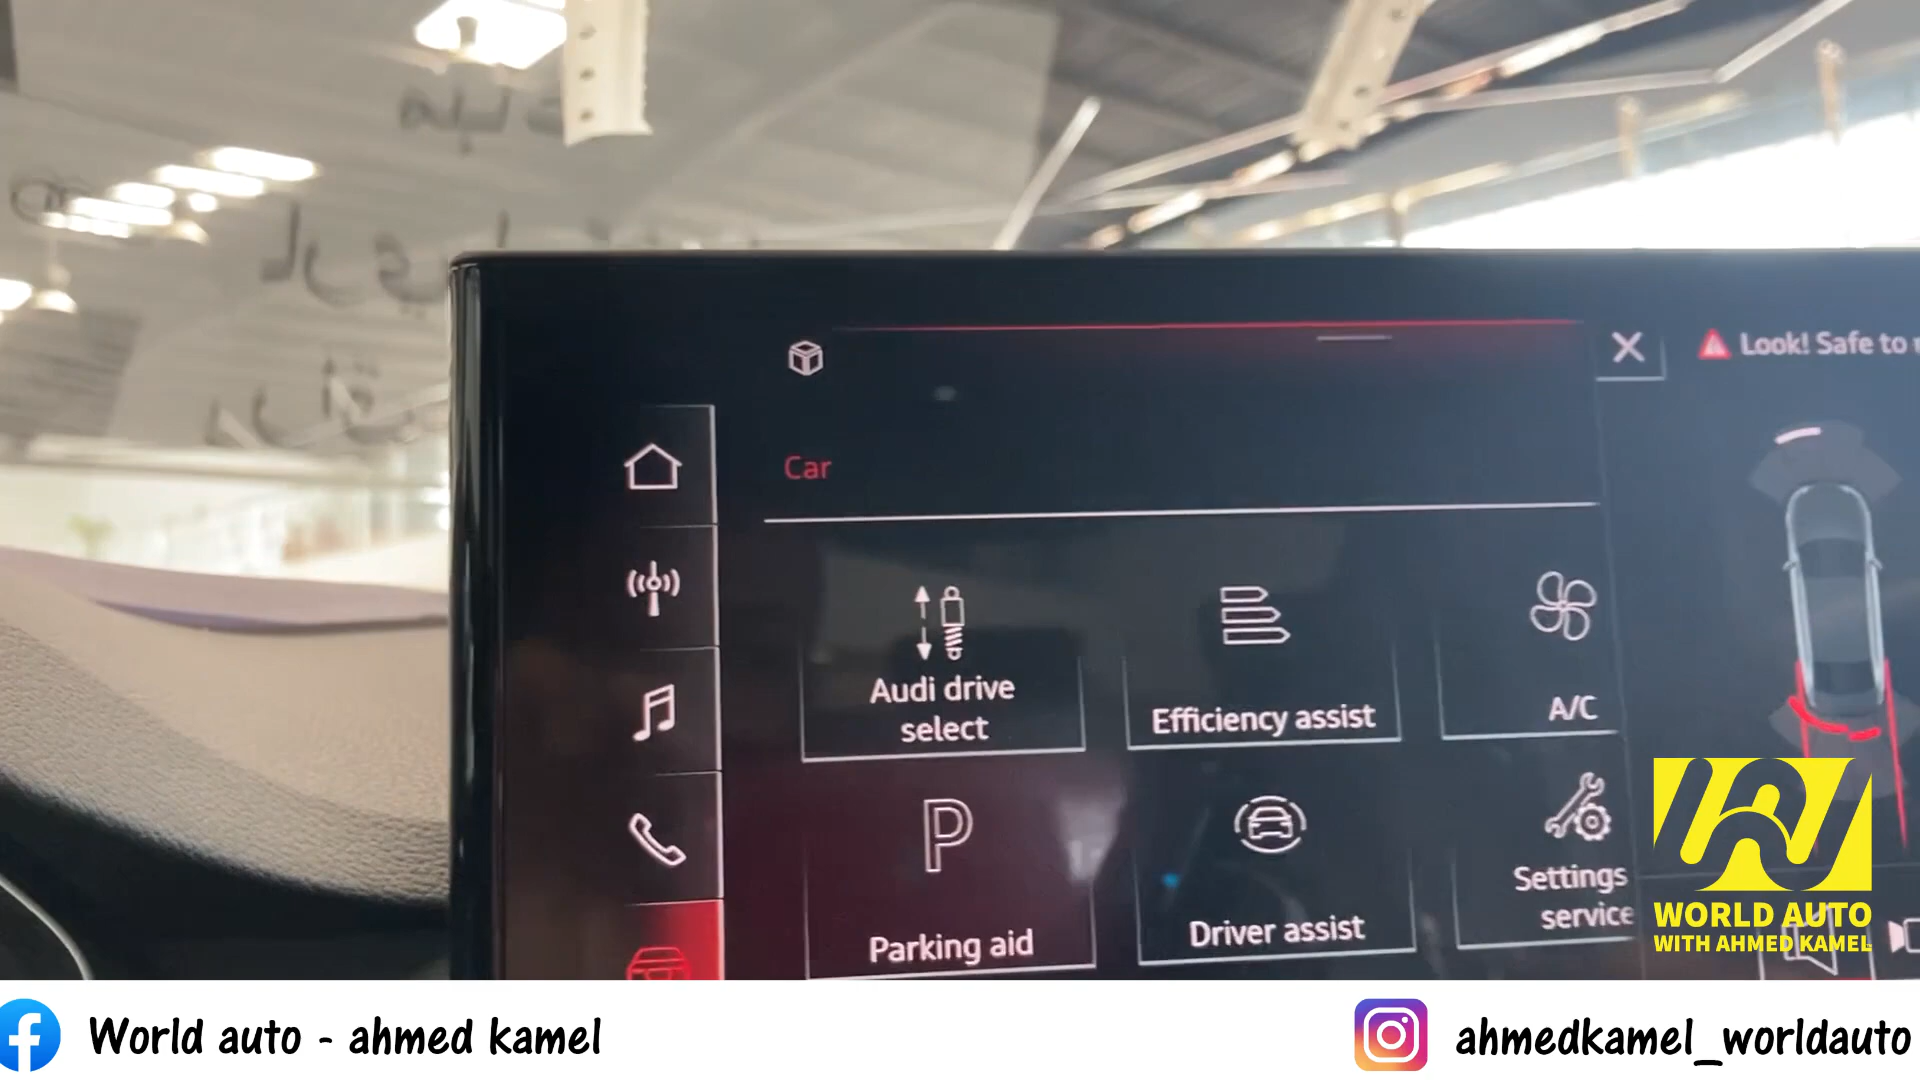 Look! Safe to
Car
Audi drive
select
Efficiency assist
A/C
Parking aid
Driver assist
Settings
service
WORLD AUTO
WITH AHMED KAMEL
World auto - ahmed kamel
ahmedkamel_worldauto